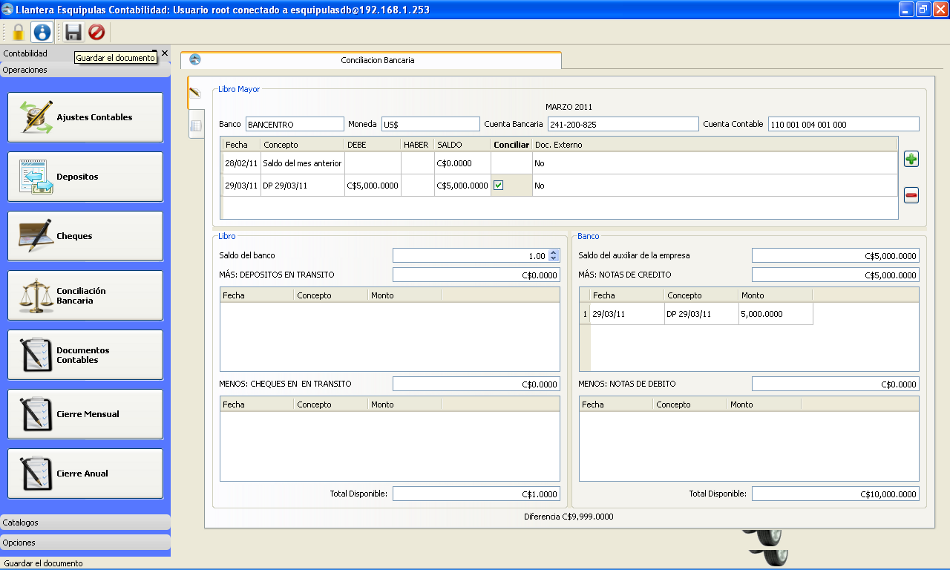 Llantera Esquipulas Contabilidad: Usuario root conectado a esquipulasdb@192.168.1.253
Contabilidad
Guardar el documento
Operaciones
Ajustes Contables
Depositos
Cheques
Conciliación
Bancaria
Documentos
Contables
Cierre Mensual
Cierre Anual
Catalogos
Opciones
Guardar el documento
Conciliacion Bancaria
Libro Mayor
MARZO 2011
Banco BANCENTRO Moneda US$ Cuenta Bancaria 241-200-825 Cuenta Contable 110 001 004 001 000
Fecha Concepto DEBE HABER SALDO Conciliar Doc. Externo
28/02/11 Saldo del mes anterior C$0.0000 No
29/03/11 DP 29/03/11 C$5,000.0000 C$5,000.0000 No
Libro
Saldo del banco 1.00
MÁS: DEPOSITOS EN TRANSITO C$0.0000
Fecha Concepto Monto
MENOS: CHEQUES EN EN TRANSITO C$0.0000
Fecha Concepto Monto
Total Disponible: C$1.0000
Banco
Saldo del auxiliar de la empresa C$5,000.0000
MÁS: NOTAS DE CREDITO C$5,000.0000
Fecha Concepto Monto
1 29/03/11 DP 29/03/11 5,000.0000
MENOS: NOTAS DE DEBITO C$0.0000
Fecha Concepto Monto
Total Disponible: C$10,000.0000
Diferencia C$9,999.0000